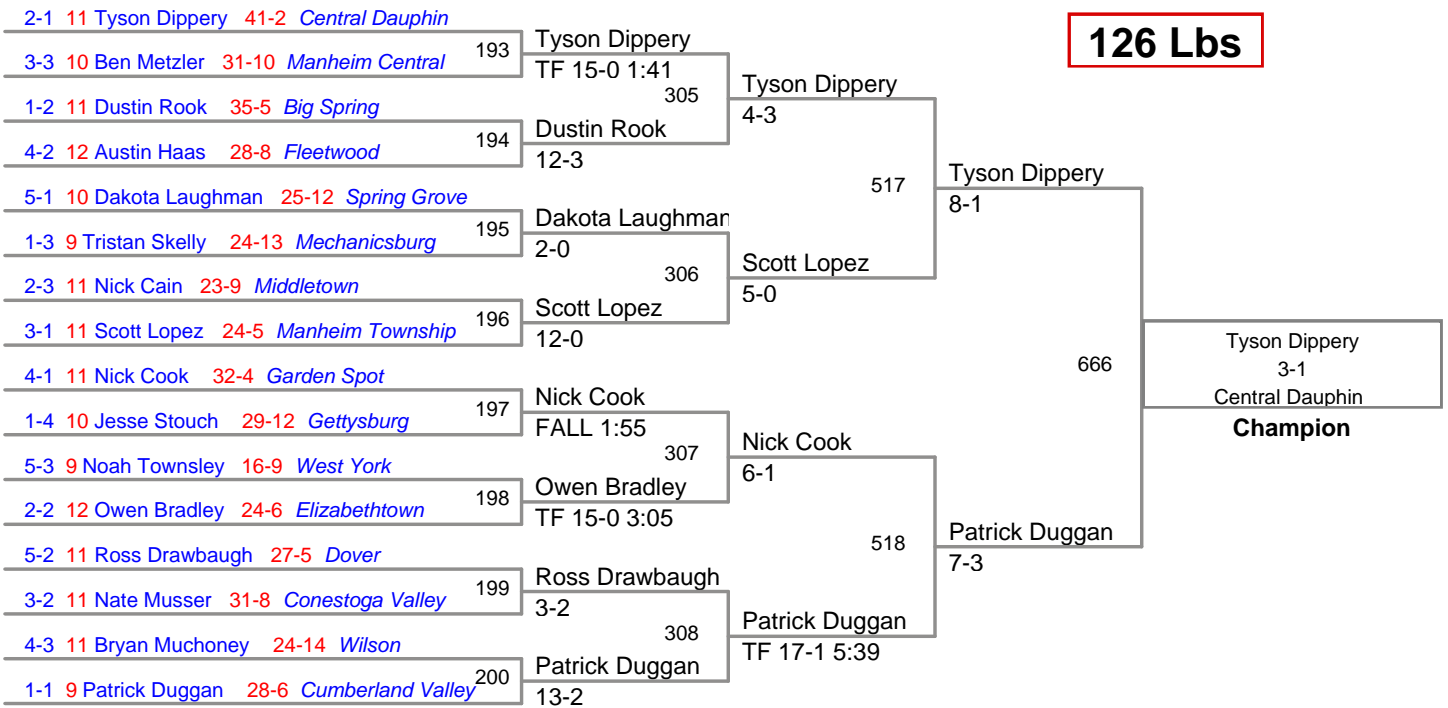 126 Lbs
2-1 11 Tyson Dippery 41-2 Central Dauphin
3-3 10 Ben Metzler 31-10 Manheim Central
1-2 11 Dustin Rook 35-5 Big Spring
4-2 12 Austin Haas 28-8 Fleetwood
5-1 10 Dakota Laughman 25-12 Spring Grove
1-3 9 Tristan Skelly 24-13 Mechanicsburg
2-3 11 Nick Cain 23-9 Middletown
3-1 11 Scott Lopez 24-5 Manheim Township
4-1 11 Nick Cook 32-4 Garden Spot
1-4 10 Jesse Stouch 29-12 Gettysburg
5-3 9 Noah Townsley 16-9 West York
2-2 12 Owen Bradley 24-6 Elizabethtown
5-2 11 Ross Drawbaugh 27-5 Dover
3-2 11 Nate Musser 31-8 Conestoga Valley
4-3 11 Bryan Muchoney 24-14 Wilson
1-1 9 Patrick Duggan 28-6 Cumberland Valley
193
194
195
196
197
198
199
200
Tyson Dippery
TF 15-0 1:41
Dustin Rook
12-3
Dakota Laughman
2-0
Scott Lopez
12-0
Nick Cook
FALL 1:55
Owen Bradley
TF 15-0 3:05
Ross Drawbaugh
3-2
Patrick Duggan
13-2
305
306
307
308
Tyson Dippery
4-3
Scott Lopez
5-0
Nick Cook
6-1
Patrick Duggan
TF 17-1 5:39
517
518
Tyson Dippery
8-1
Patrick Duggan
7-3
666
Tyson Dippery
3-1
Central Dauphin
Champion